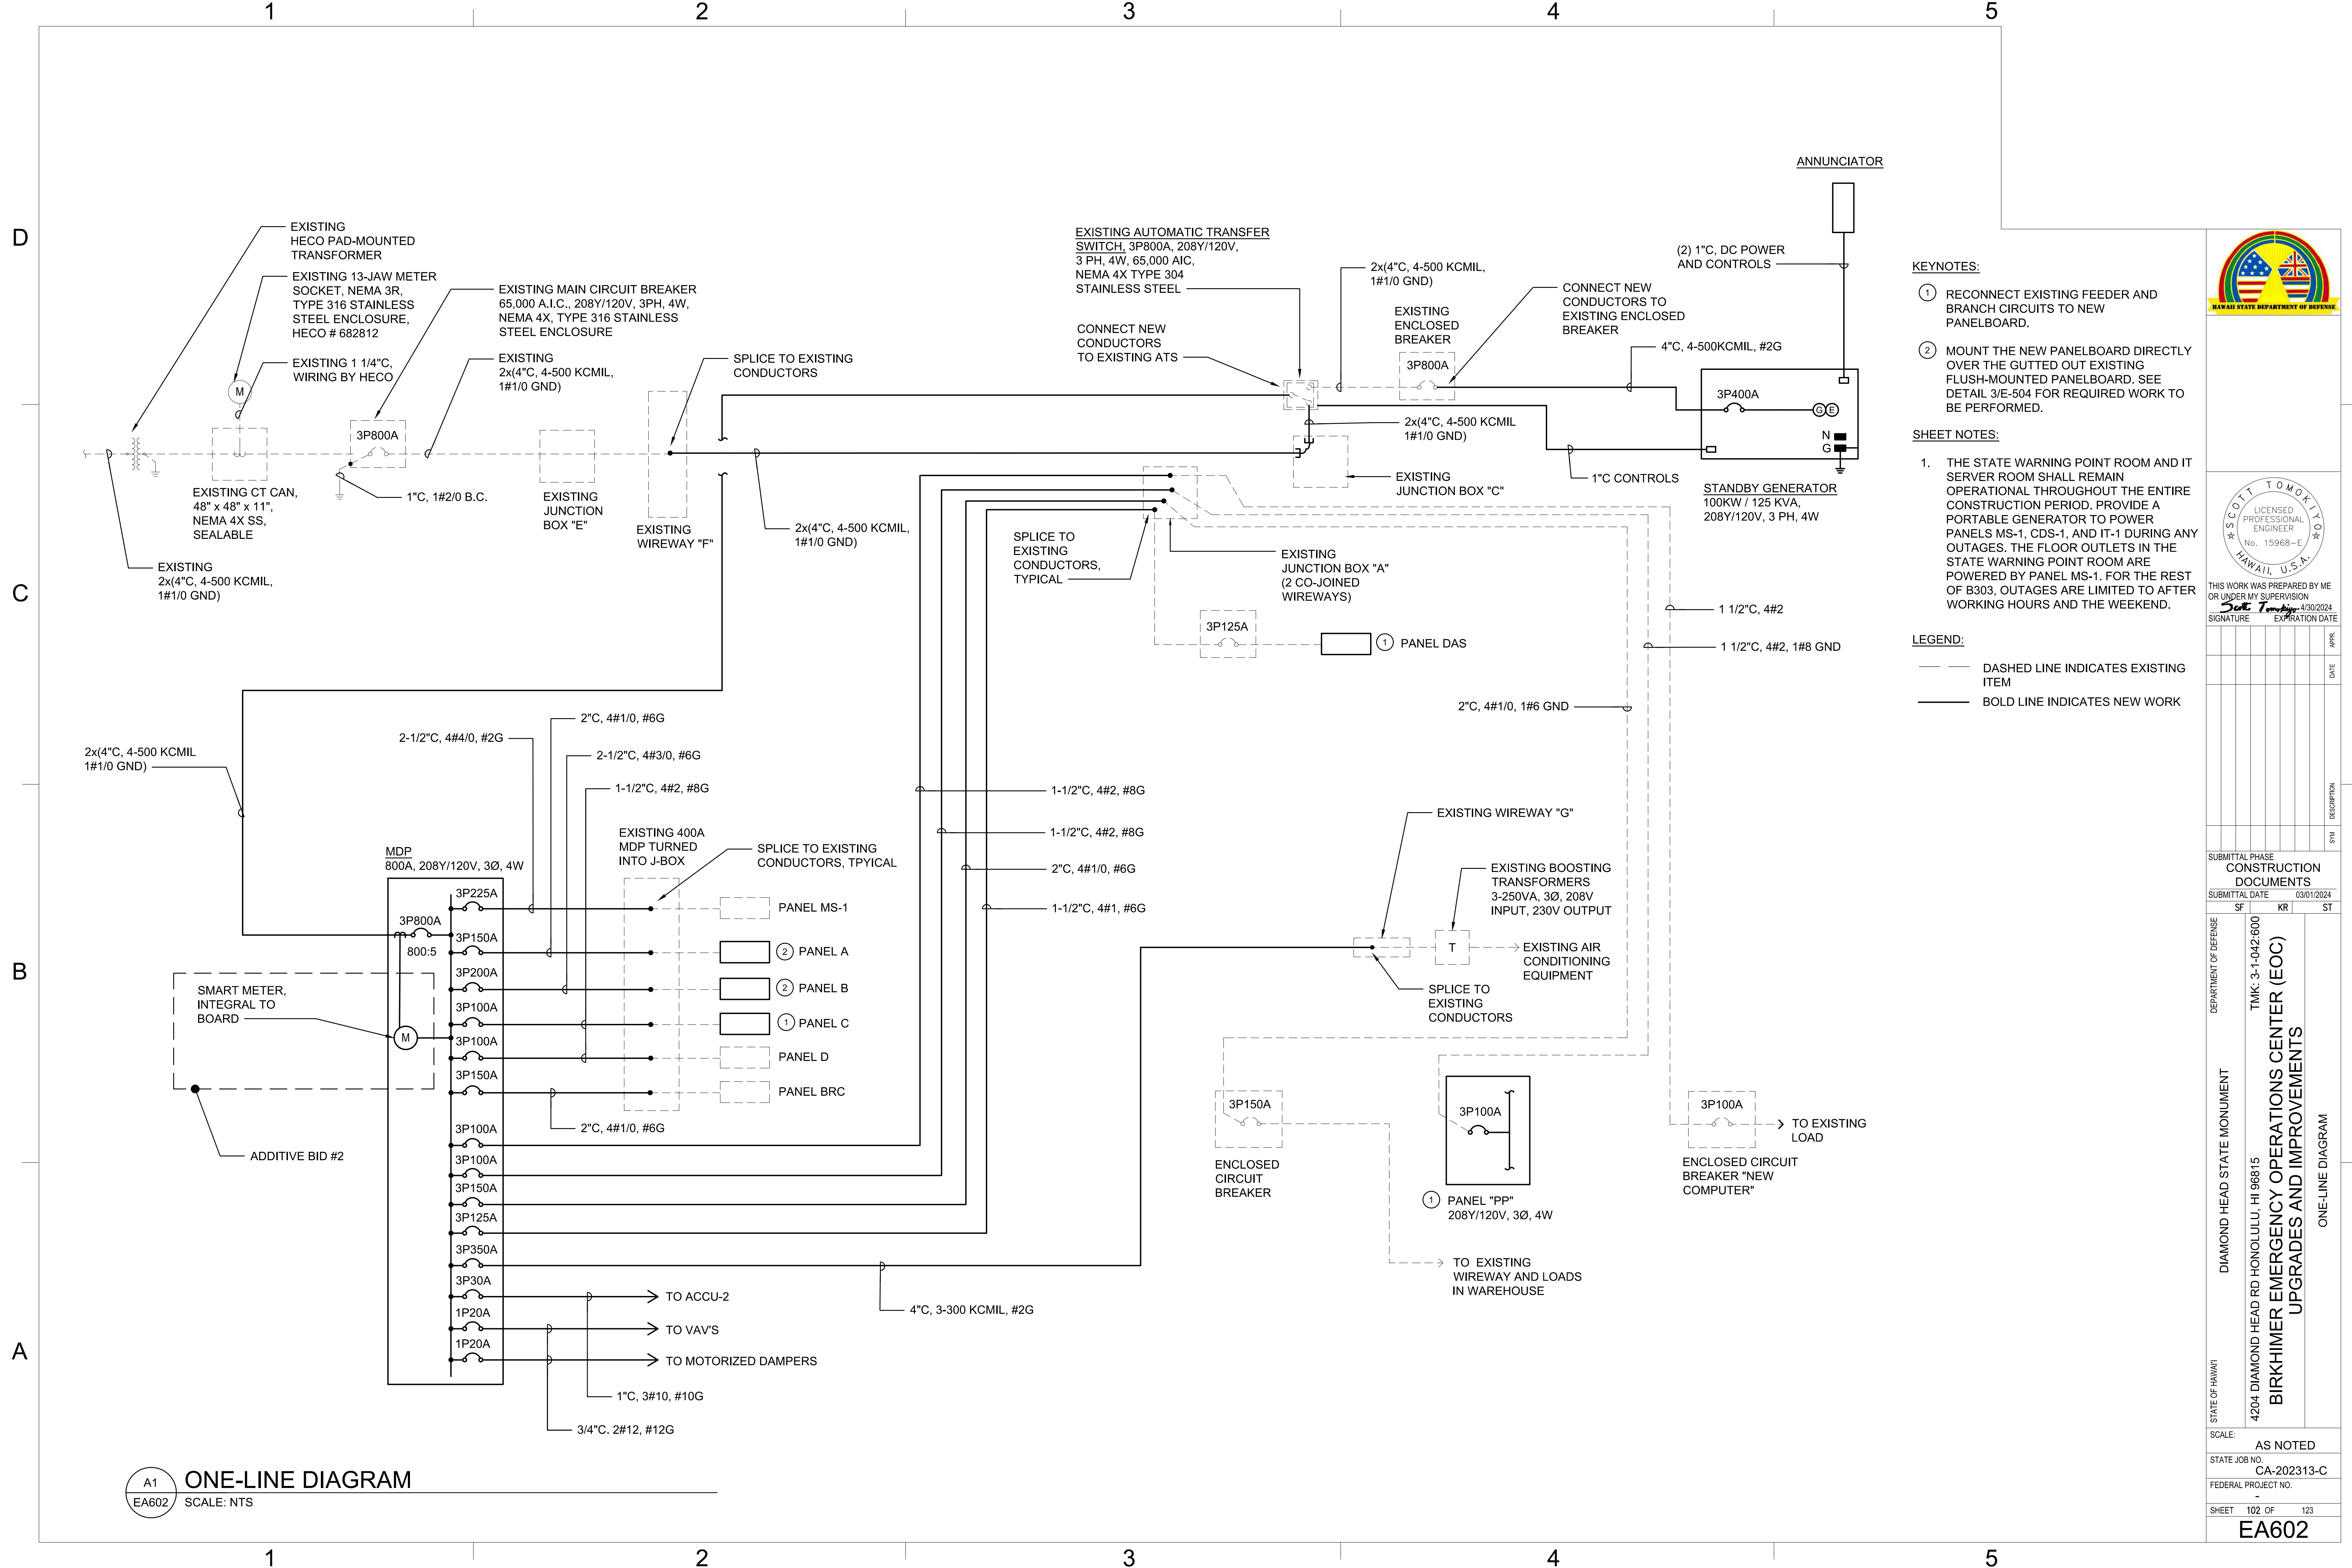 1
2
3
4
5
D
C
B
A
EXISTING
HECO PAD-MOUNTED
TRANSFORMER
EXISTING 13-JAW METER
SOCKET, NEMA 3R,
TYPE 316 STAINLESS
STEEL ENCLOSURE,
HECO # 682812
EXISTING 1 1/4"C,
WIRING BY HECO
M
EXISTING MAIN CIRCUIT BREAKER
65,000 A.I.C., 208Y/120V, 3PH, 4W,
NEMA 4X, TYPE 316 STAINLESS
STEEL ENCLOSURE
EXISTING
2x(4"C, 4-500 KCMIL,
1#1/0 GND)
3P800A
SPLICE TO EXISTING
CONDUCTORS
EXISTING CT CAN,
48" x 48" x 11",
NEMA 4X SS,
SEALABLE
1"C, 1#2/0 B.C.
EXISTING
JUNCTION
BOX "E"
EXISTING
WIREWAY "F"
2x(4"C, 4-500 KCMIL,
1#1/0 GND)
EXISTING
2x(4"C, 4-500 KCMIL,
1#1/0 GND)
EXISTING AUTOMATIC TRANSFER
SWITCH, 3P800A, 208Y/120V,
3 PH, 4W, 65,000 AIC,
NEMA 4X TYPE 304
STAINLESS STEEL
CONNECT NEW
CONDUCTORS
TO EXISTING ATS
2x(4"C, 4-500 KCMIL,
1#1/0 GND)
EXISTING
ENCLOSED
BREAKER
3P800A
CONNECT NEW
CONDUCTORS TO
EXISTING ENCLOSED
BREAKER
4"C, 4-500KCMIL, #2G
(2) 1"C, DC POWER
AND CONTROLS
ANNUNCIATOR
3P400A
G E
N
G
2x(4"C, 4-500 KCMIL
1#1/0 GND)
EXISTING
JUNCTION BOX "C"
1"C CONTROLS
STANDBY GENERATOR
100KW / 125 KVA,
208Y/120V, 3 PH, 4W
SPLICE TO
EXISTING
CONDUCTORS,
TYPICAL
EXISTING
JUNCTION BOX "A"
(2 CO-JOINED
WIREWAYS)
3P125A
1 PANEL DAS
1 1/2"C, 4#2
1 1/2"C, 4#2, 1#8 GND
2"C, 4#1/0, 1#6 GND
2x(4"C, 4-500 KCMIL
1#1/0 GND)
2-1/2"C, 4#4/0, #2G
2"C, 4#1/0, #6G
2-1/2"C, 4#3/0, #6G
1-1/2"C, 4#2, #8G
1-1/2"C, 4#2, #8G
1-1/2"C, 4#2, #8G
2"C, 4#1/0, #6G
1-1/2"C, 4#1, #6G
EXISTING 400A
MDP TURNED
INTO J-BOX
SPLICE TO EXISTING
CONDUCTORS, TPYICAL
MDP
800A, 208Y/120V, 3Ø, 4W
3P800A
800:5
M
3P225A
3P150A
3P200A
3P100A
3P100A
3P150A
3P100A
3P100A
3P150A
3P125A
3P350A
3P30A
1P20A
1P20A
PANEL MS-1
2 PANEL A
2 PANEL B
1 PANEL C
PANEL D
PANEL BRC
SMART METER,
INTEGRAL TO
BOARD
ADDITIVE BID #2
2"C, 4#1/0, #6G
TO ACCU-2
TO VAV'S
TO MOTORIZED DAMPERS
1"C, 3#10, #10G
3/4"C. 2#12, #12G
4"C, 3-300 KCMIL, #2G
EXISTING WIREWAY "G"
EXISTING BOOSTING
TRANSFORMERS
3-250VA, 3Ø, 208V
INPUT, 230V OUTPUT
T
EXISTING AIR
CONDITIONING
EQUIPMENT
SPLICE TO
EXISTING
CONDUCTORS
3P150A
ENCLOSED
CIRCUIT
BREAKER
3P100A
1 PANEL "PP"
208Y/120V, 3Ø, 4W
3P100A
TO EXISTING
LOAD
ENCLOSED CIRCUIT
BREAKER "NEW
COMPUTER"
TO EXISTING
WIREWAY AND LOADS
IN WAREHOUSE
A1
EA602
ONE-LINE DIAGRAM
SCALE: NTS
KEYNOTES:
1 RECONNECT EXISTING FEEDER AND
BRANCH CIRCUITS TO NEW
PANELBOARD.
2 MOUNT THE NEW PANELBOARD DIRECTLY
OVER THE GUTTED OUT EXISTING
FLUSH-MOUNTED PANELBOARD. SEE
DETAIL 3/E-504 FOR REQUIRED WORK TO
BE PERFORMED.
SHEET NOTES:
1. THE STATE WARNING POINT ROOM AND IT
SERVER ROOM SHALL REMAIN
OPERATIONAL THROUGHOUT THE ENTIRE
CONSTRUCTION PERIOD. PROVIDE A
PORTABLE GENERATOR TO POWER
PANELS MS-1, CDS-1, AND IT-1 DURING ANY
OUTAGES. THE FLOOR OUTLETS IN THE
STATE WARNING POINT ROOM ARE
POWERED BY PANEL MS-1. FOR THE REST
OF B303, OUTAGES ARE LIMITED TO AFTER
WORKING HOURS AND THE WEEKEND.
LEGEND:
DASHED LINE INDICATES EXISTING
ITEM
BOLD LINE INDICATES NEW WORK
HAWAII STATE DEPARTMENT OF DEFENSE
SCOTT TOMOKIYO
LICENSED
PROFESSIONAL
ENGINEER
No. 15968-E
HAWAII, U.S.A.
THIS WORK WAS PREPARED BY ME
OR UNDER MY SUPERVISION
Scott Tomokiyo 4/30/2024
SIGNATURE EXPIRATION DATE
APPR.
DATE
DESCRIPTION
SYM
SUBMITTAL PHASE
CONSTRUCTION
DOCUMENTS
SUBMITTAL DATE 03/01/2024
SF KR ST
STATE OF HAWAI'I
DIAMOND HEAD STATE MONUMENT
DEPARTMENT OF DEFENSE
4204 DIAMOND HEAD RD HONOLULU, HI 96815
TMK: 3-1-042:600
BIRKHIMER EMERGENCY OPERATIONS CENTER (EOC)
UPGRADES AND IMPROVEMENTS
ONE-LINE DIAGRAM
SCALE:
AS NOTED
STATE JOB NO.
CA-202313-C
FEDERAL PROJECT NO.
-
SHEET 102 OF 123
EA602
1
2
3
4
5